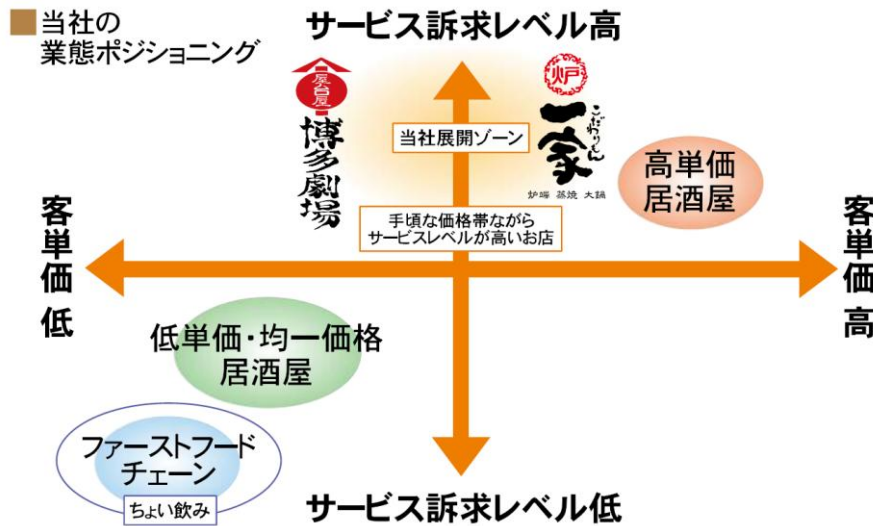 ■当社の
業態ポジショニング
サービス訴求レベル高
屋台屋
博多劇場
炉
こだわりもん
一家
炉端 蒸焼 大鍋
当社展開ゾーン
高単価
居酒屋
手頃な価格帯ながら
サービスレベルが高いお店
客単価 低
客単価 高
低単価・均一価格
居酒屋
ファーストフード
チェーン
ちょい飲み
サービス訴求レベル低